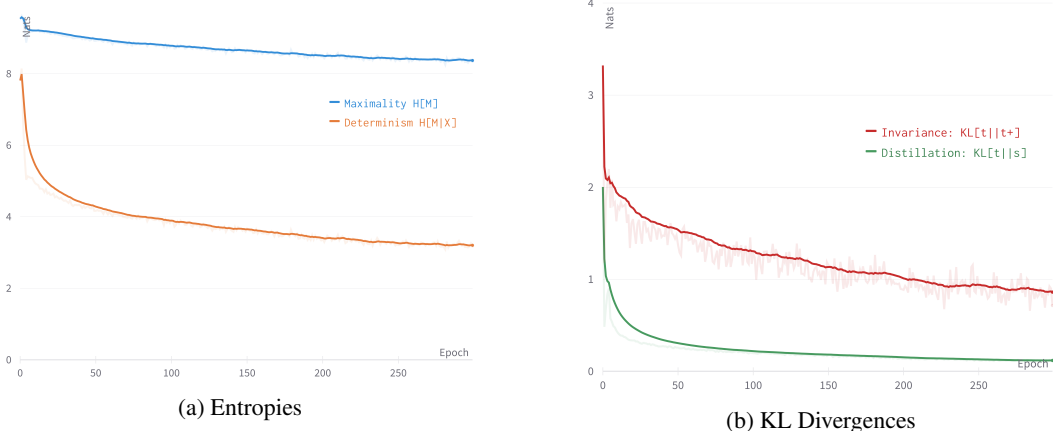 Nats
8
6
4
2
0
Maximality H[M]
Determinism H[M|X]
Epoch
0 50 100 150 200 250
(a) Entropies
Nats
4
3
2
1
0
Invariance: KL[t||t+]
Distillation: KL[t||s]
Epoch
0 50 100 150 200 250
(b) KL Divergences